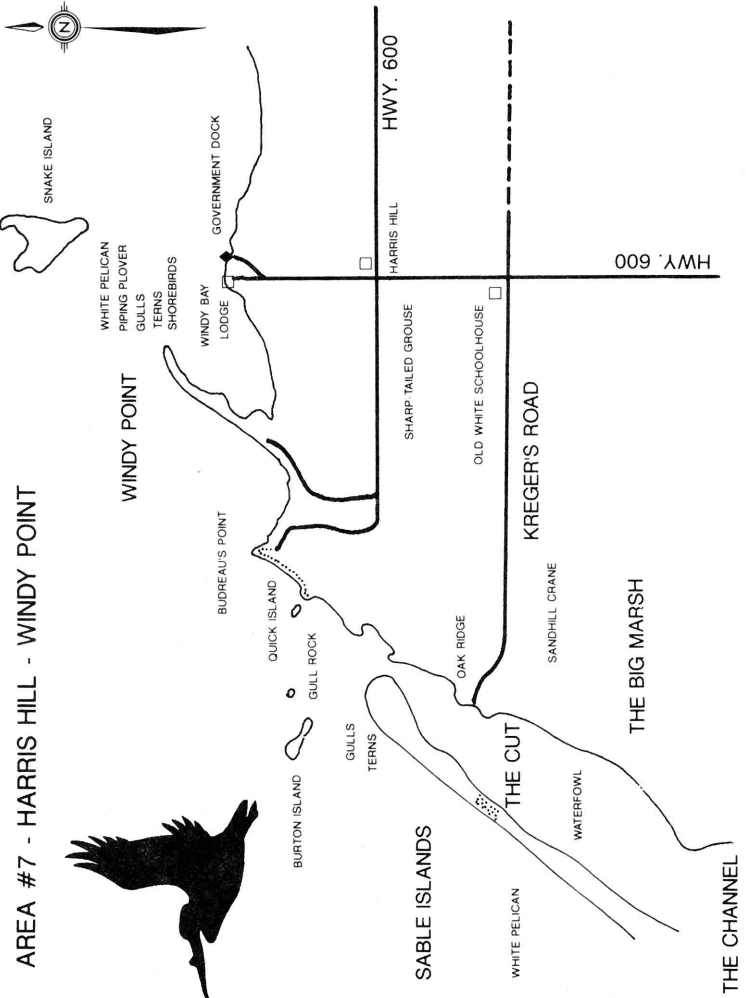 AREA #7 - HARRIS HILL - WINDY POINT
N
SNAKE ISLAND
WHITE PELICAN
PIPING PLOVER
GULLS
TERNS
SHOREBIRDS
WINDY POINT
GOVERNMENT DOCK
WINDY BAY
LODGE
BUDREAU'S POINT
QUICK ISLAND
GULL ROCK
BURTON ISLAND
HWY. 600
HARRIS HILL
SHARP-TAILED GROUSE
GULLS
TERNS
SABLE ISLANDS
OLD WHITE SCHOOLHOUSE
OAK RIDGE
KREGER'S ROAD
THE CUT
WHITE PELICAN
SANDHILL CRANE
WATERFOWL
HWY. 600
THE BIG MARSH
THE CHANNEL